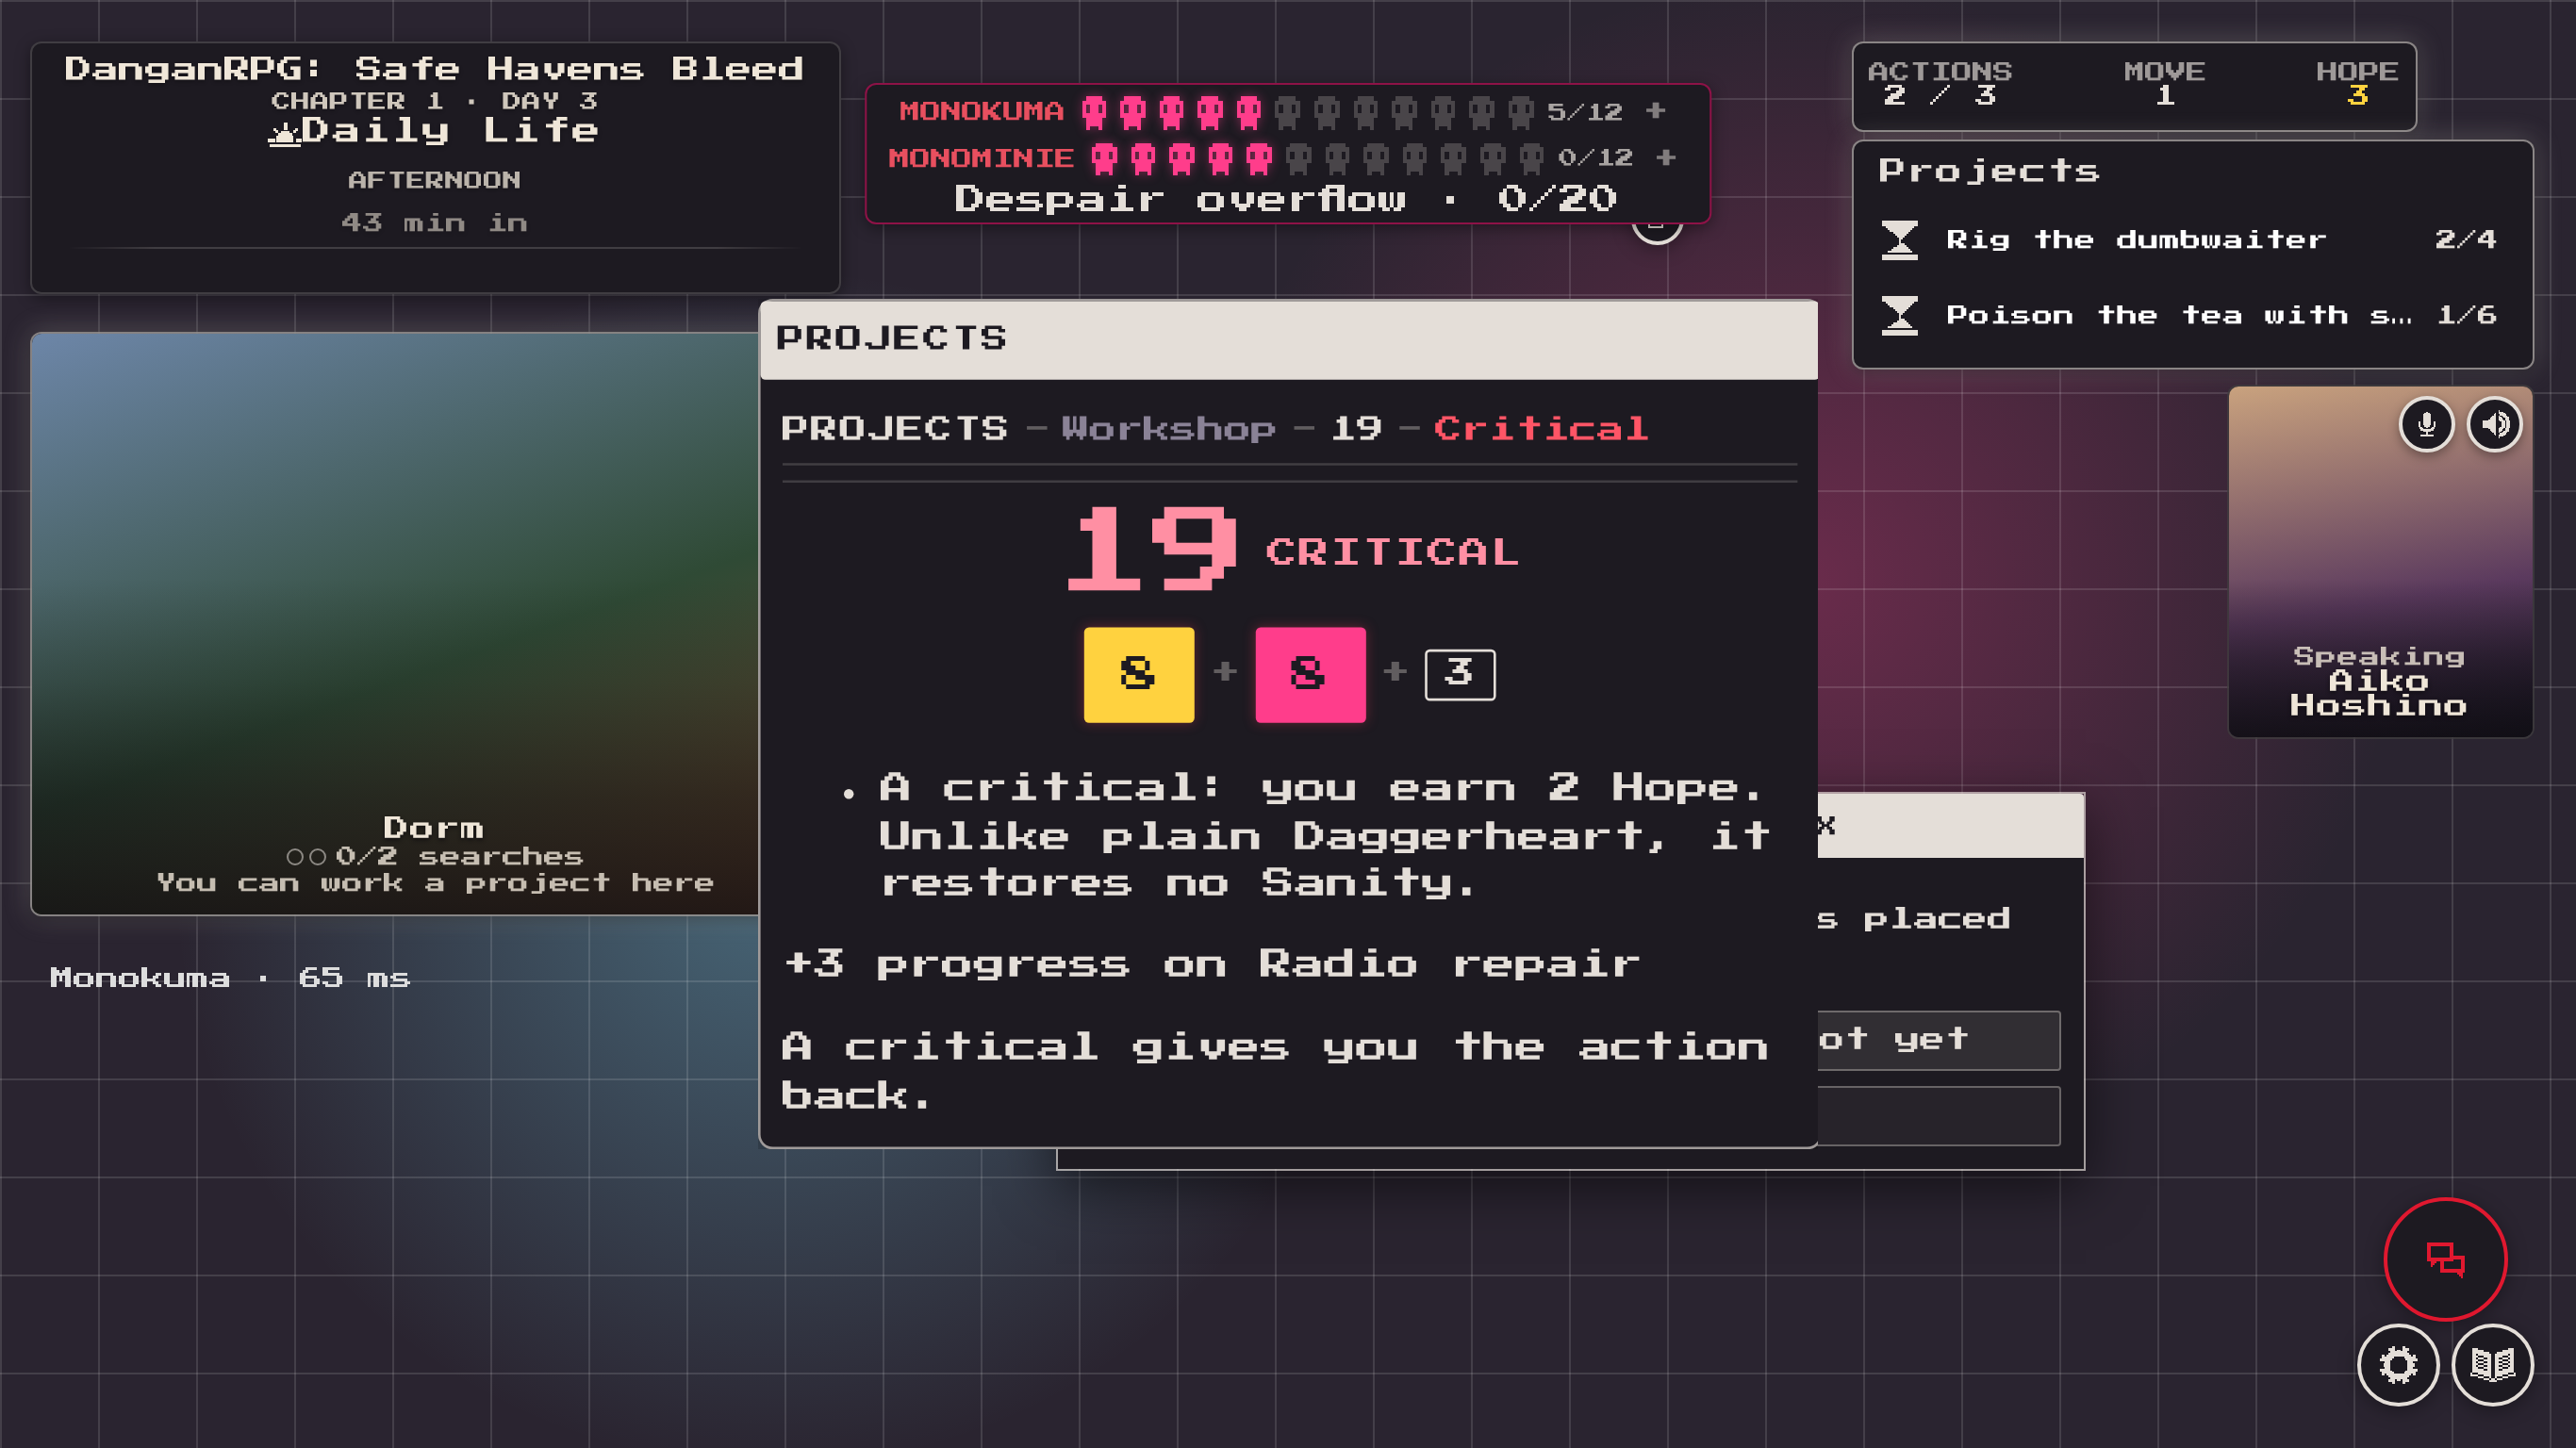 DanganRPG: Safe Havens Bleed
CHAPTER 1 · DAY 3
Daily Life
AFTERNOON
43 min in
MONOKUMA 5/12 +
MONOMINIE 0/12 +
Despair overflow · 0/20
ACTIONS MOVE HOPE
2 / 3 1 3
Projects
Rig the dumbwaiter 2/4
Poison the tea with s… 1/6
PROJECTS
PROJECTS — Workshop — 19 — Critical
19 CRITICAL
8 + 8 + 3
• A critical: you earn 2 Hope.
Unlike plain Daggerheart, it
restores no Sanity.
+3 progress on Radio repair
A critical gives you the action
back.
Dorm
0/2 searches
You can work a project here
Monokuma · 65 ms
Speaking
Aiko
Hoshino
x
s placed
ot yet